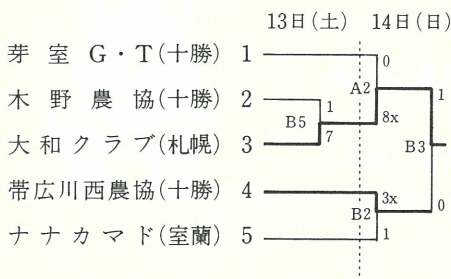 13日(土) 14日(日)
芽室G・T(十勝) 1
0
A2
木野農協(十勝) 2
1
1
8x
B5
大和クラブ(札幌) 3
7
B3
帯広川西農協(十勝) 4
3x
0
B2
ナナカマド(室蘭) 5
1